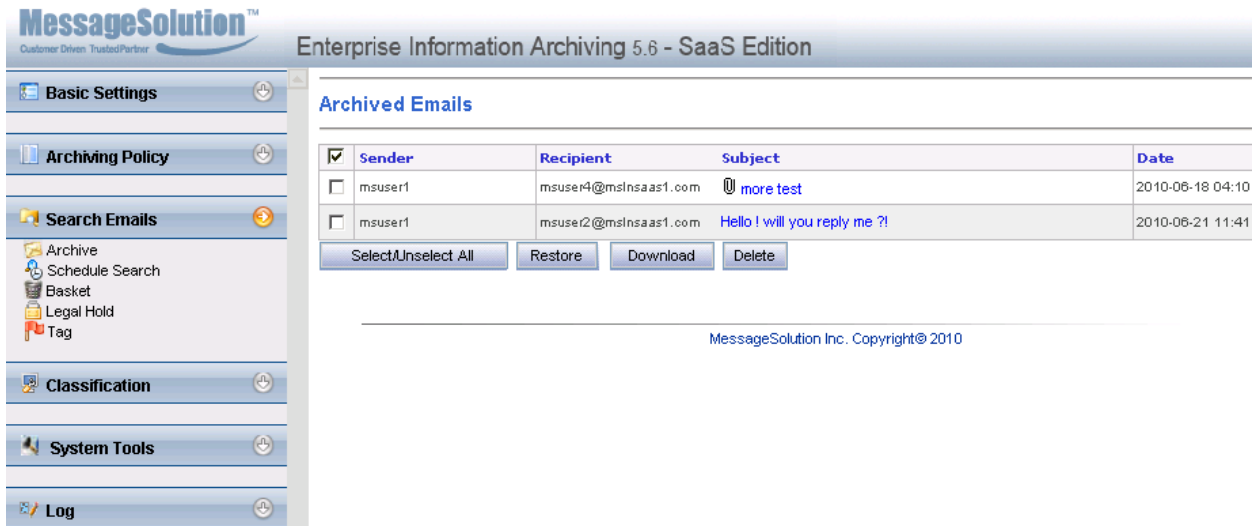 MessageSolution™
Customer Driven TrustedPartner
Enterprise Information Archiving 5.6 - SaaS Edition
Basic Settings
Archiving Policy
Search Emails
Archive
Schedule Search
Basket
Legal Hold
Tag
Classification
System Tools
Log
Archived Emails
Sender Recipient Subject Date
msuser1 msuser4@mslnsaas1.com more test 2010-06-18 04:10
msuser1 msuser2@mslnsaas1.com Hello ! will you reply me ?! 2010-06-21 11:41
Select/Unselect All Restore Download Delete
MessageSolution Inc. Copyright© 2010